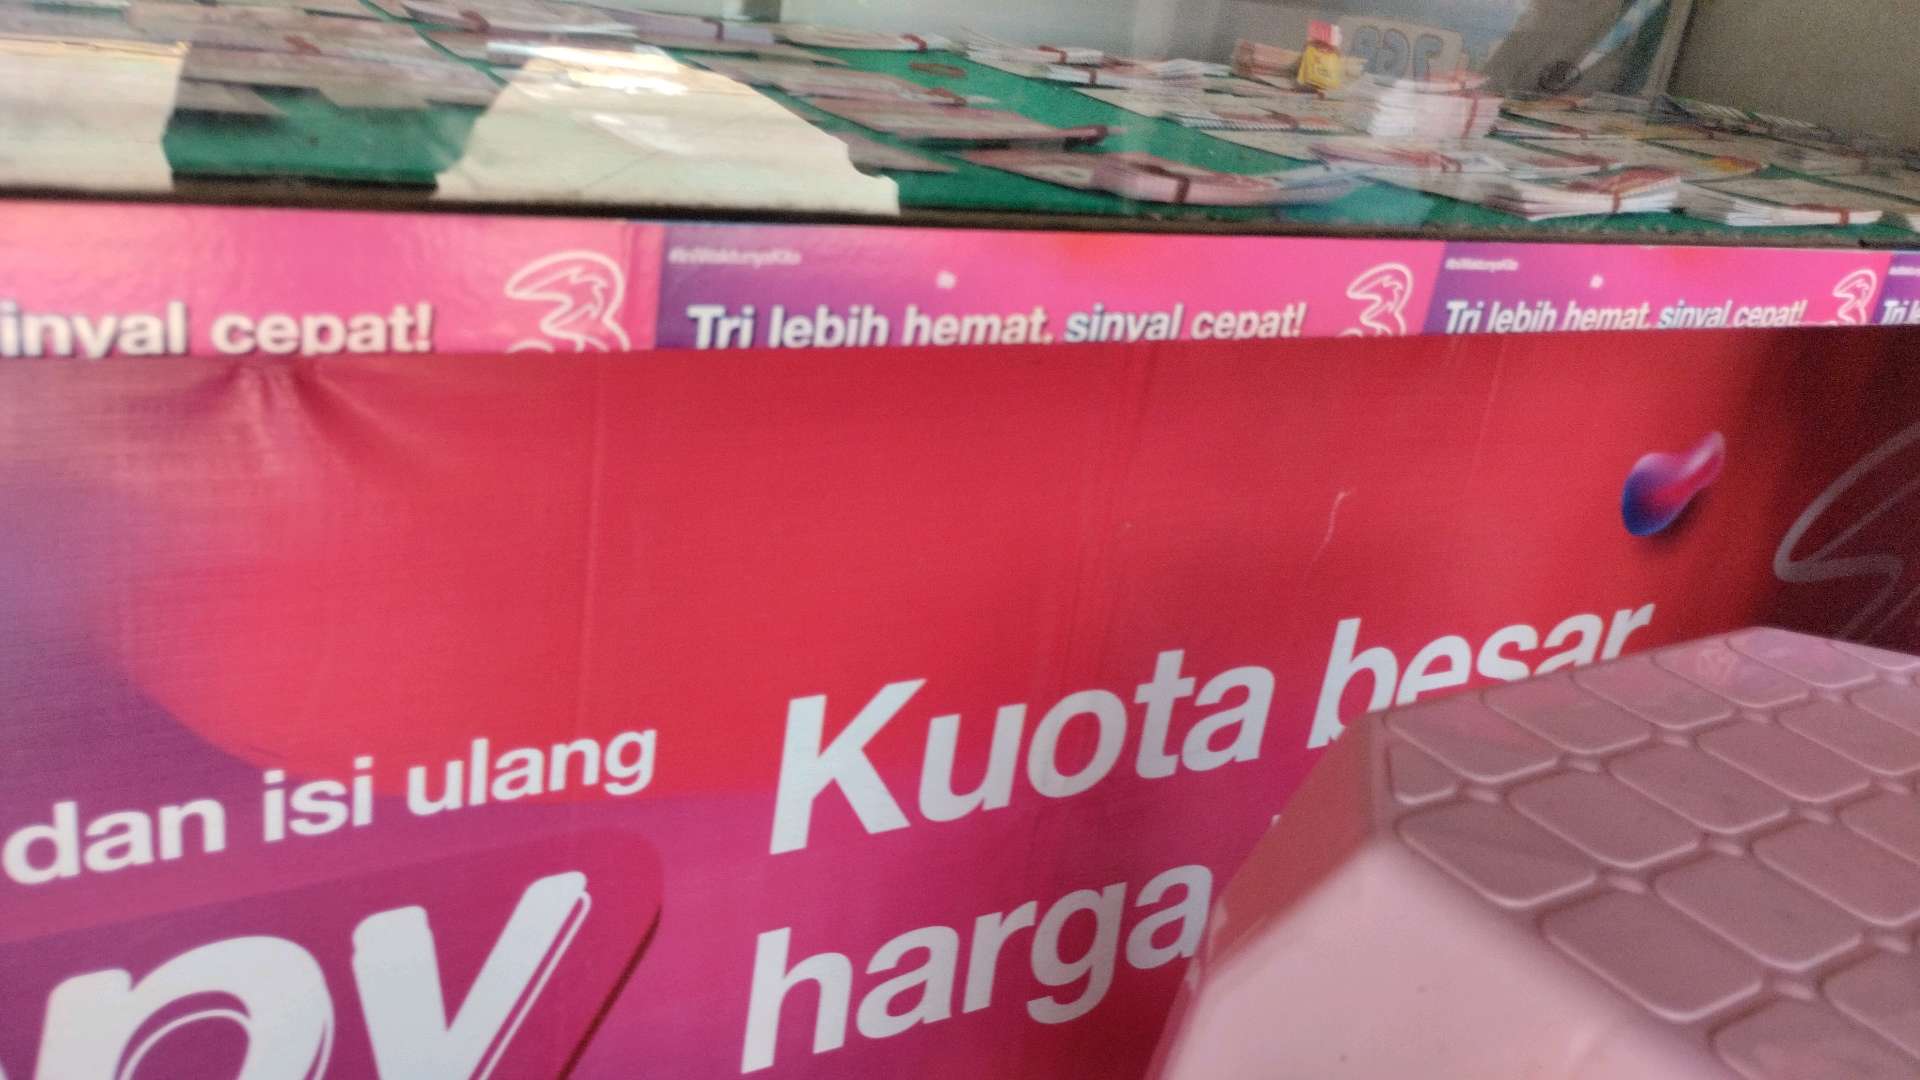 inyal cepat!
Tri lebih hemat, sinyal cepat!
Tri lebih hemat, sinyal cepat!
dan isi ulang
Kuota besar
harga